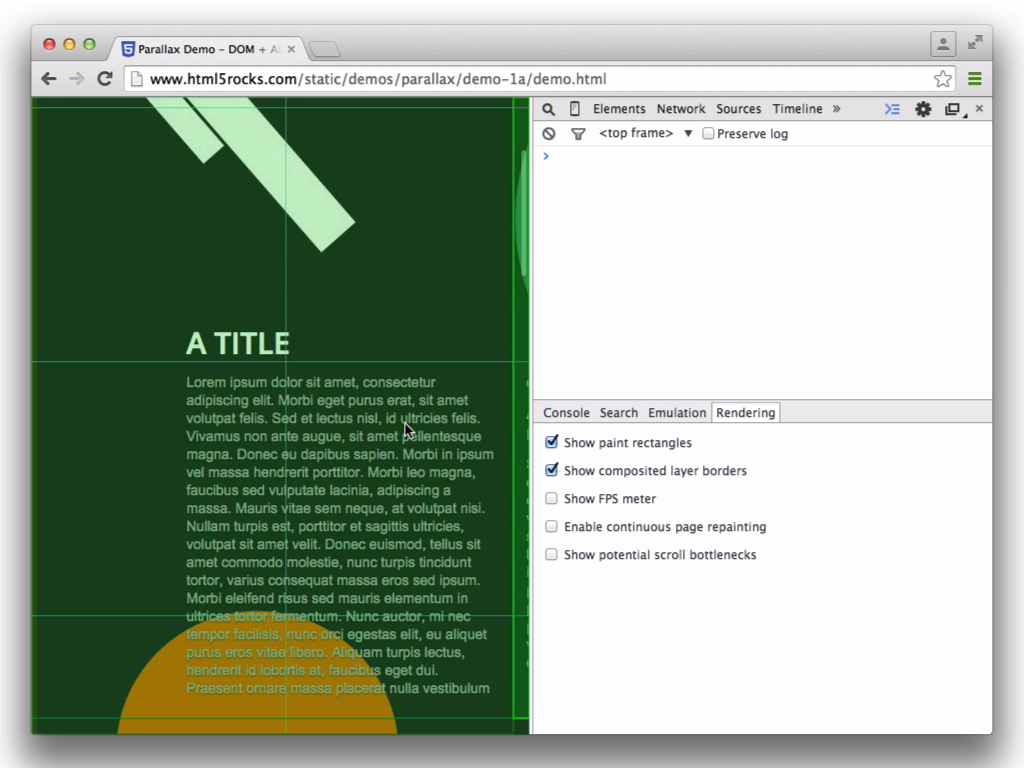 Parallax Demo – DOM + A
www.html5rocks.com/static/demos/parallax/demo-1a/demo.html
Elements Network Sources Timeline »
<top frame> ▼ Preserve log
>
A TITLE
Lorem ipsum dolor sit amet, consectetur
adipiscing elit. Morbi eget purus erat, sit amet
volutpat felis. Sed et lectus nisl, id ultricies felis.
Vivamus non ante augue, sit amet pellentesque
magna. Donec eu dapibus sapien. Morbi in ipsum
vel massa hendrerit porttitor. Morbi leo magna,
faucibus sed vulputate lacinia, adipiscing a
massa. Mauris vitae sem neque, at volutpat nisi.
Nullam turpis est, porttitor et sagittis ultricies,
volutpat sit amet velit. Donec euismod, tellus sit
amet commodo molestie, nunc turpis tincidunt
tortor, varius consequat massa eros sed ipsum.
Morbi eleifend risus sed mauris elementum in
ultrices tortor fermentum. Nunc auctor, mi nec
tempor facilisis, nunc orci egestas elit, eu aliquet
purus eros vitae libero. Aliquam turpis lectus,
hendrerit id lobortis at, faucibus eget dui.
Praesent ornare massa placerat nulla vestibulum
Console Search Emulation Rendering
Show paint rectangles
Show composited layer borders
Show FPS meter
Enable continuous page repainting
Show potential scroll bottlenecks